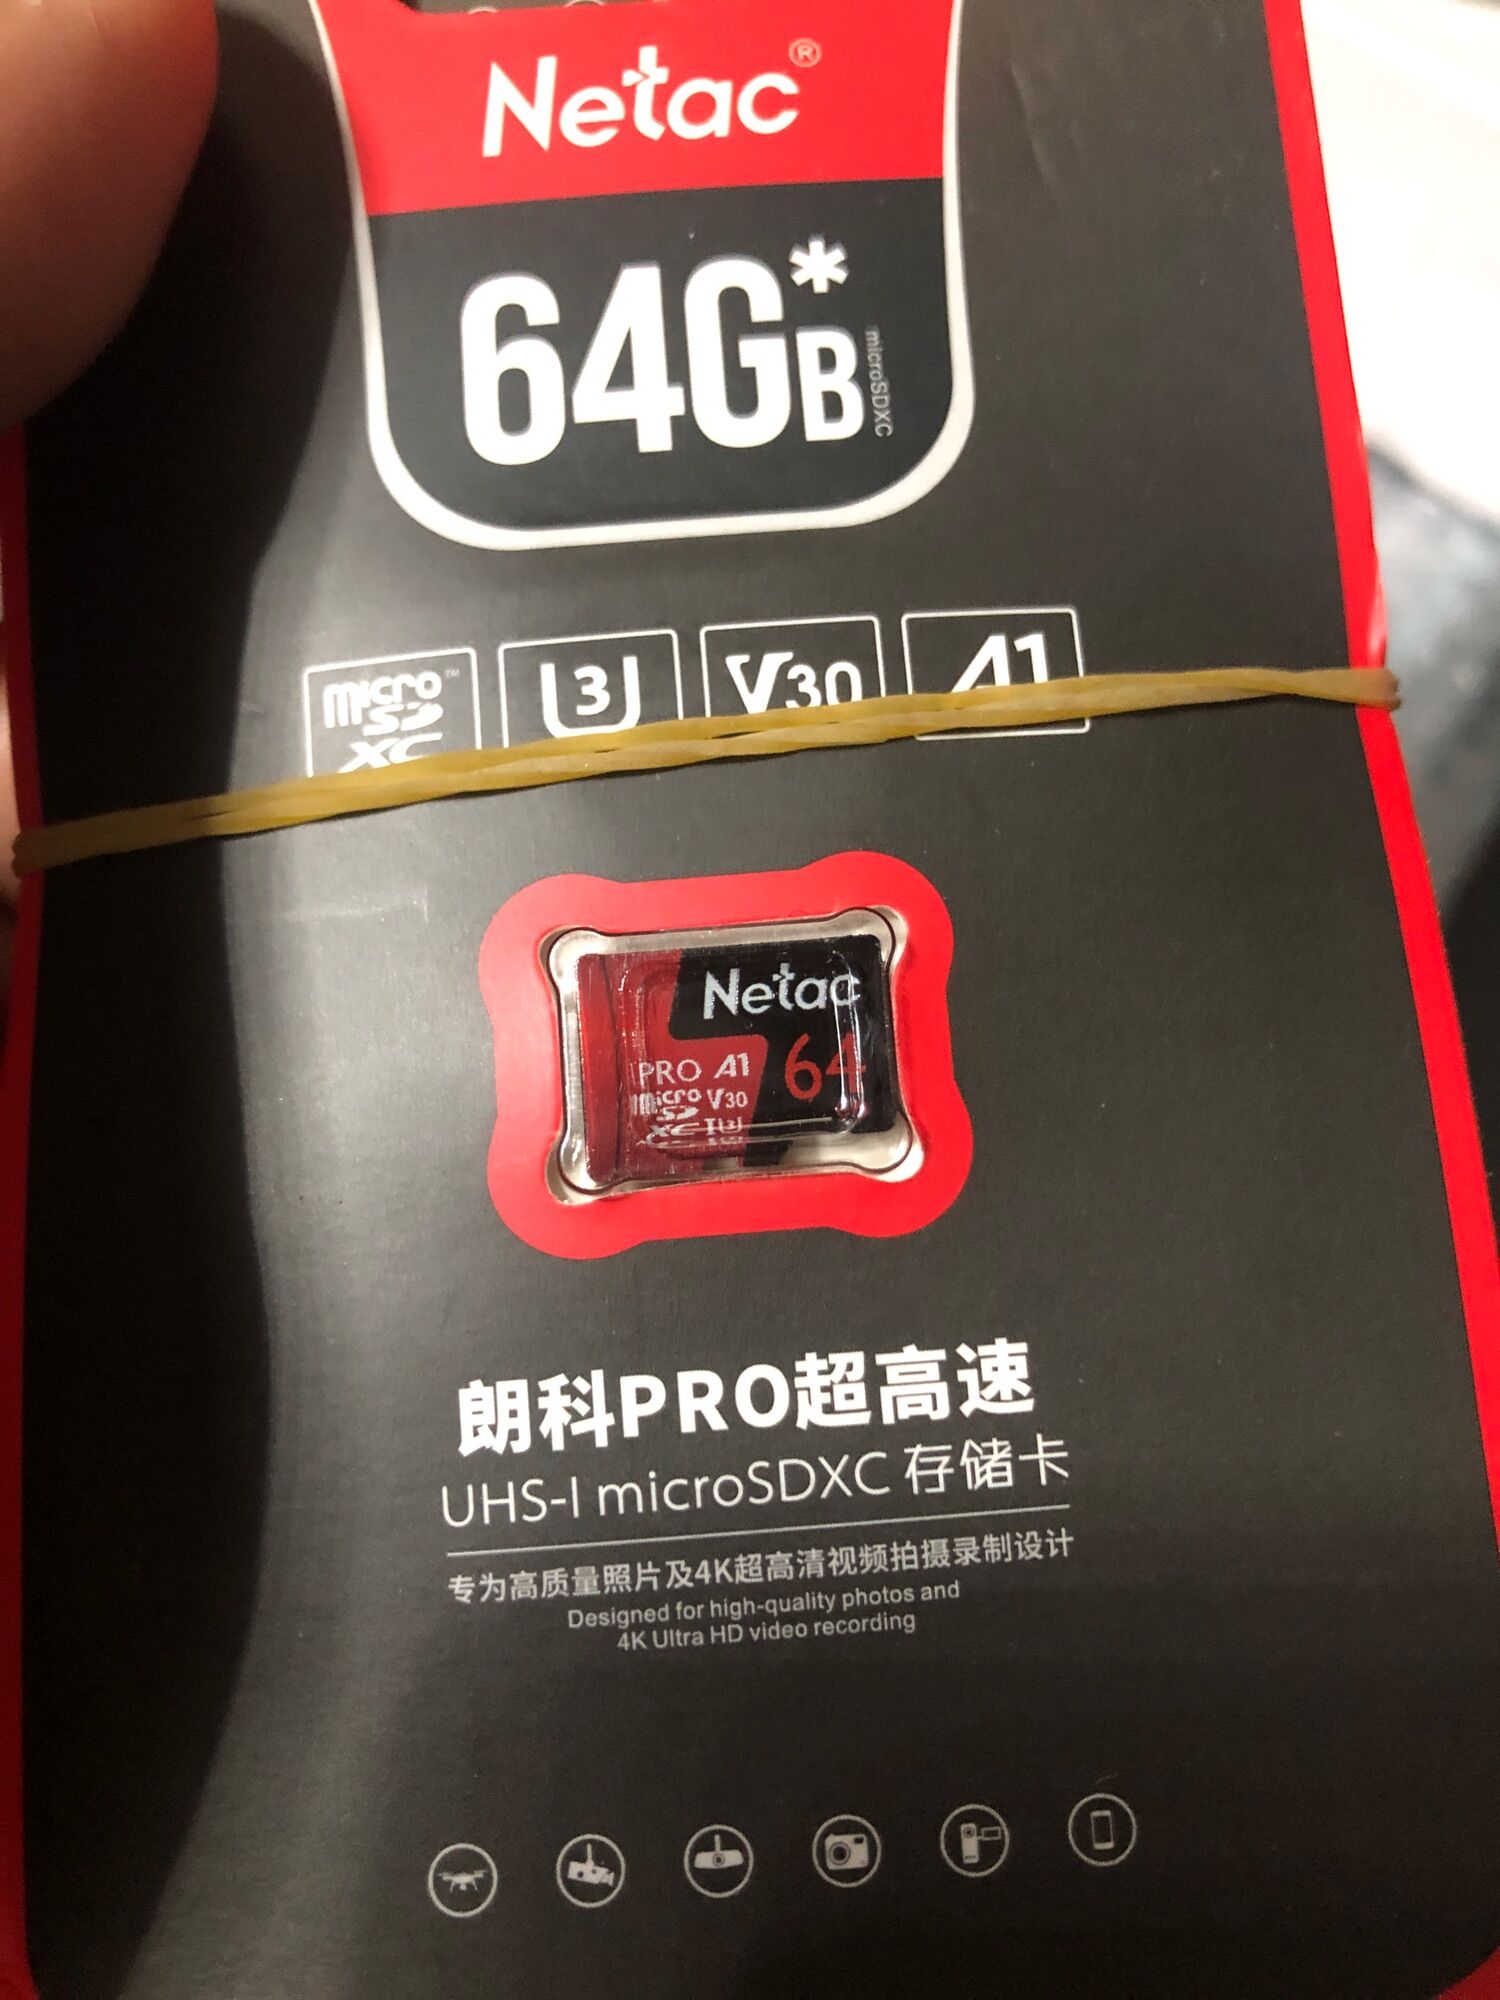 Netac®
64GB*
microSDXC
micro SD XC™ U3 V30 A1
Netac
64
PRO A1
micro SD XC V30
I U3
朗科PRO超高速
UHS-I microSDXC 存储卡
专为高质量照片及4K超高清视频拍摄录制设计
Designed for high-quality photos and
4K Ultra HD video recording